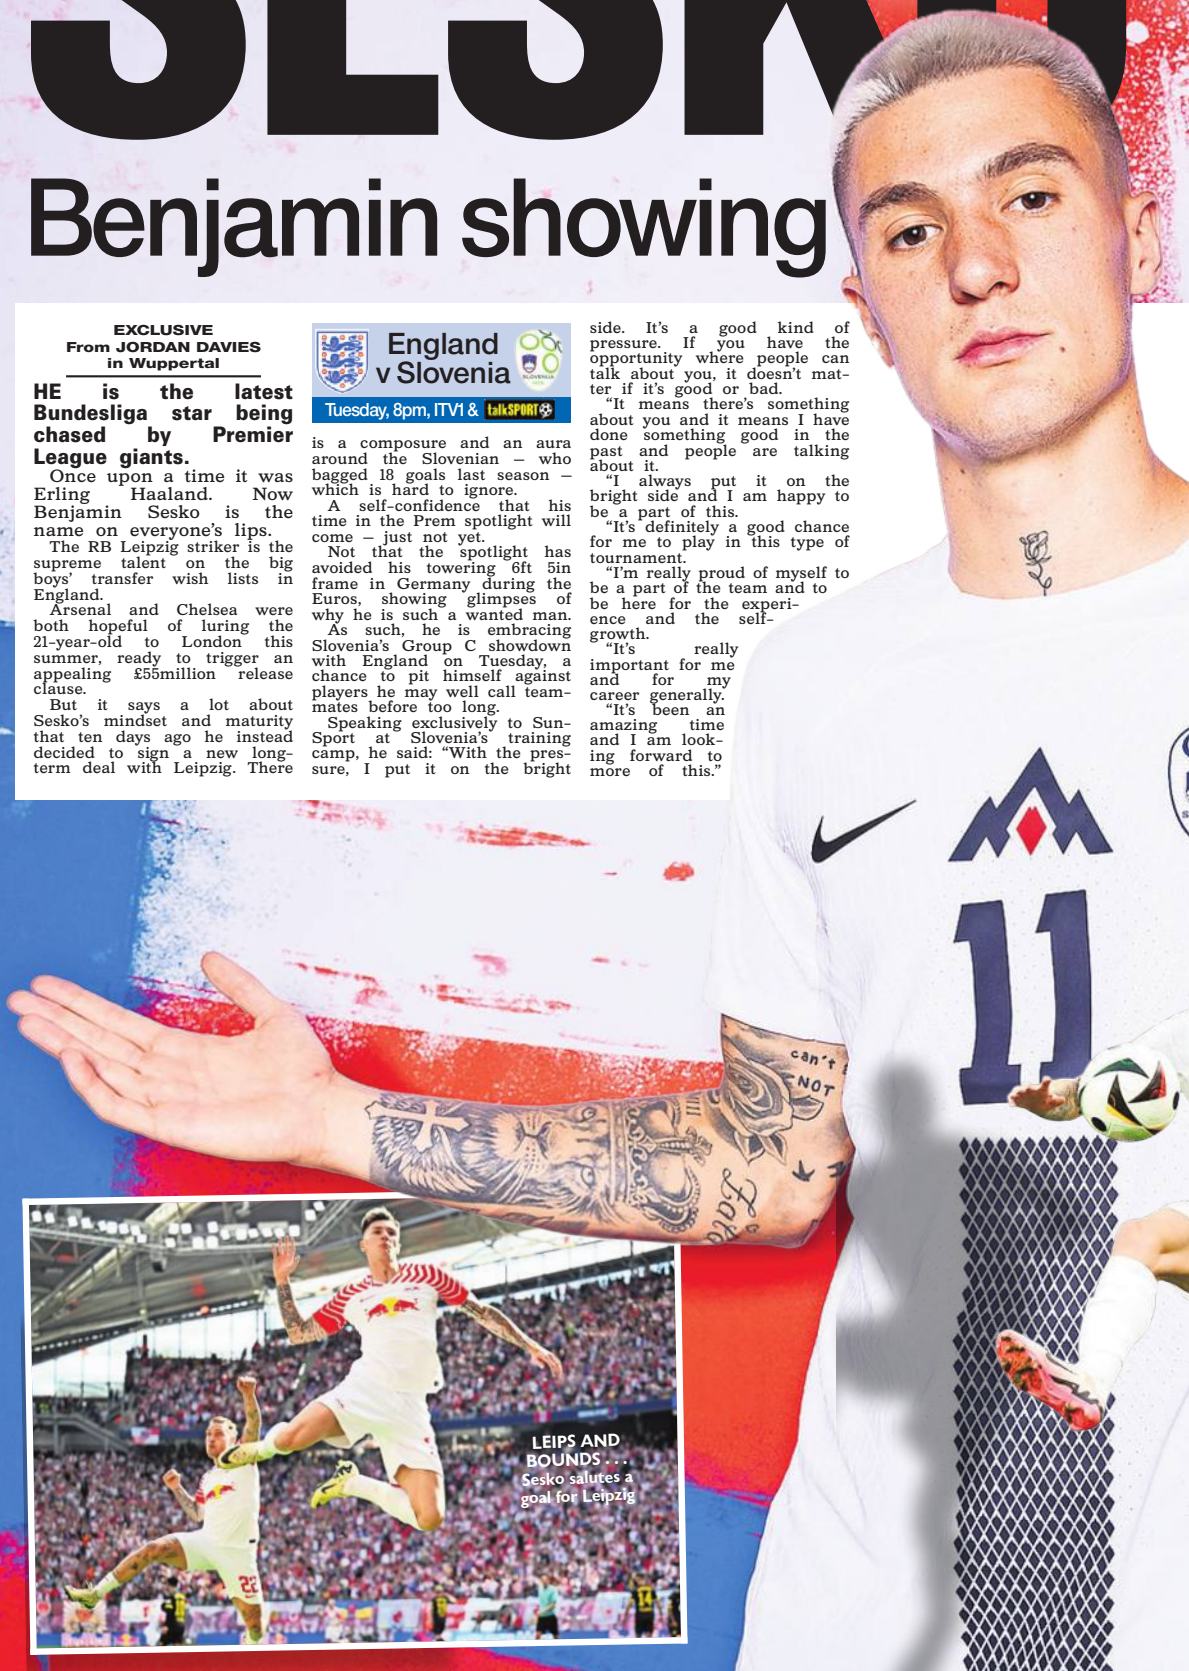 SESKO
Benjamin showing
EXCLUSIVE
From JORDAN DAVIES
in Wuppertal
HE is the latest
Bundesliga star being
chased by Premier
League giants.
Once upon a time it was
Erling Haaland. Now
Benjamin Sesko is the
name on everyone's lips.
The RB Leipzig striker is the
supreme talent on the big
boys' transfer wish lists in
England.
Arsenal and Chelsea were
both hopeful of luring the
21-year-old to London this
summer, ready to trigger an
appealing £55million release
clause.
But it says a lot about
Sesko's mindset and maturity
that ten days ago he instead
decided to sign a new long-
term deal with Leipzig. There
England
v Slovenia
SLOVENIA
Tuesday, 8pm, ITV1 & talkSPORT
is a composure and an aura
around the Slovenian — who
bagged 18 goals last season —
which is hard to ignore.
A self-confidence that his
time in the Prem spotlight will
come — just not yet.
Not that the spotlight has
avoided his towering 6ft 5in
frame in Germany during the
Euros, showing glimpses of
why he is such a wanted man.
As such, he is embracing
Slovenia's Group C showdown
with England on Tuesday, a
chance to pit himself against
players he may well call team-
mates before too long.
Speaking exclusively to Sun-
Sport at Slovenia's training
camp, he said: “With the pres-
sure, I put it on the bright
side. It's a good kind of
pressure. If you have the
opportunity where people can
talk about you, it doesn't mat-
ter if it's good or bad.
“It means there's something
about you and it means I have
done something good in the
past and people are talking
about it.
“I always put it on the
bright side and I am happy to
be a part of this.
“It's definitely a good chance
for me to play in this type of
tournament.
“I'm really proud of myself to
be a part of the team and to
be here for the experi-
ence and the self-
growth.
“It's really
important for me
and for my
career generally.
“It's been an
amazing time
and I am look-
ing forward to
more of this.”
11
can't
NOT
III
LEIPS AND
BOUNDS . . .
Sesko salutes a
goal for Leipzig
22
14